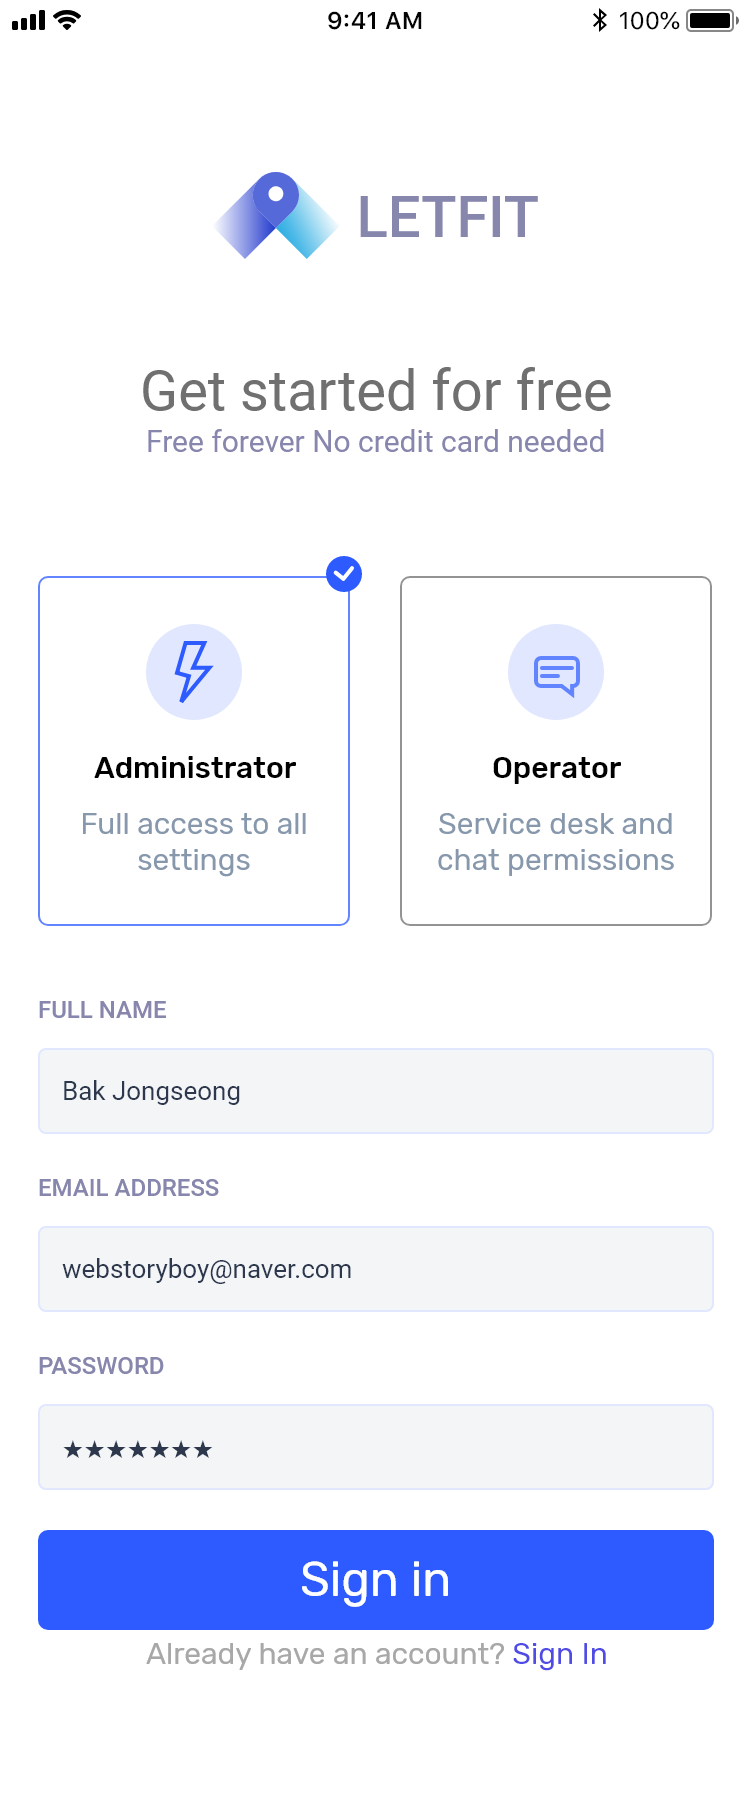 9:41 AM
100%
LETFIT
Get started for free
Free forever No credit card needed
Administrator
Full access to all
settings
Operator
Service desk and
chat permissions
FULL NAME
Bak Jongseong
EMAIL ADDRESS
webstoryboy@naver.com
PASSWORD
★★★★★★★
Sign in
Already have an account? Sign In